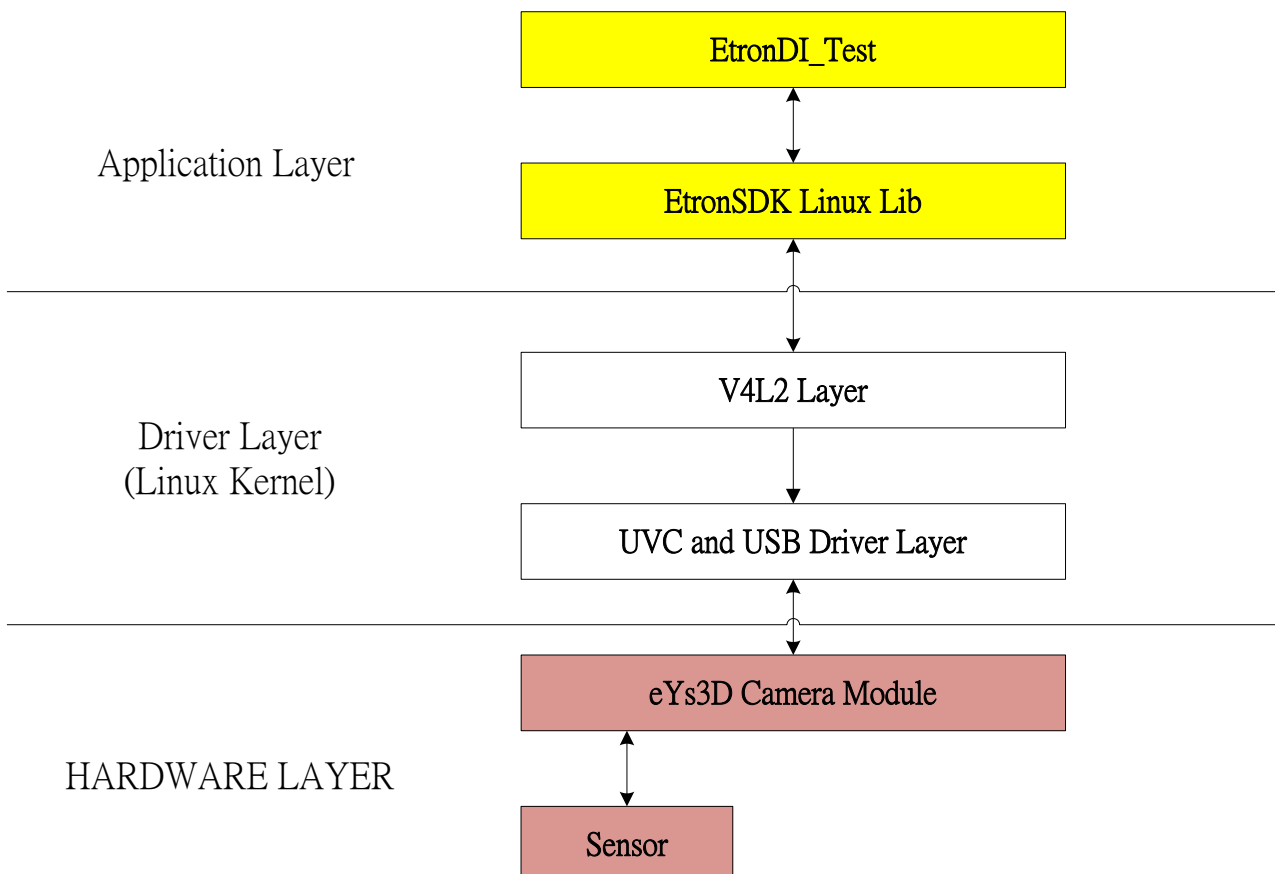 EtronDI_Test
Application Layer
EtronSDK Linux Lib
V4L2 Layer
Driver Layer
(Linux Kernel)
UVC and USB Driver Layer
eYs3D Camera Module
HARDWARE LAYER
Sensor